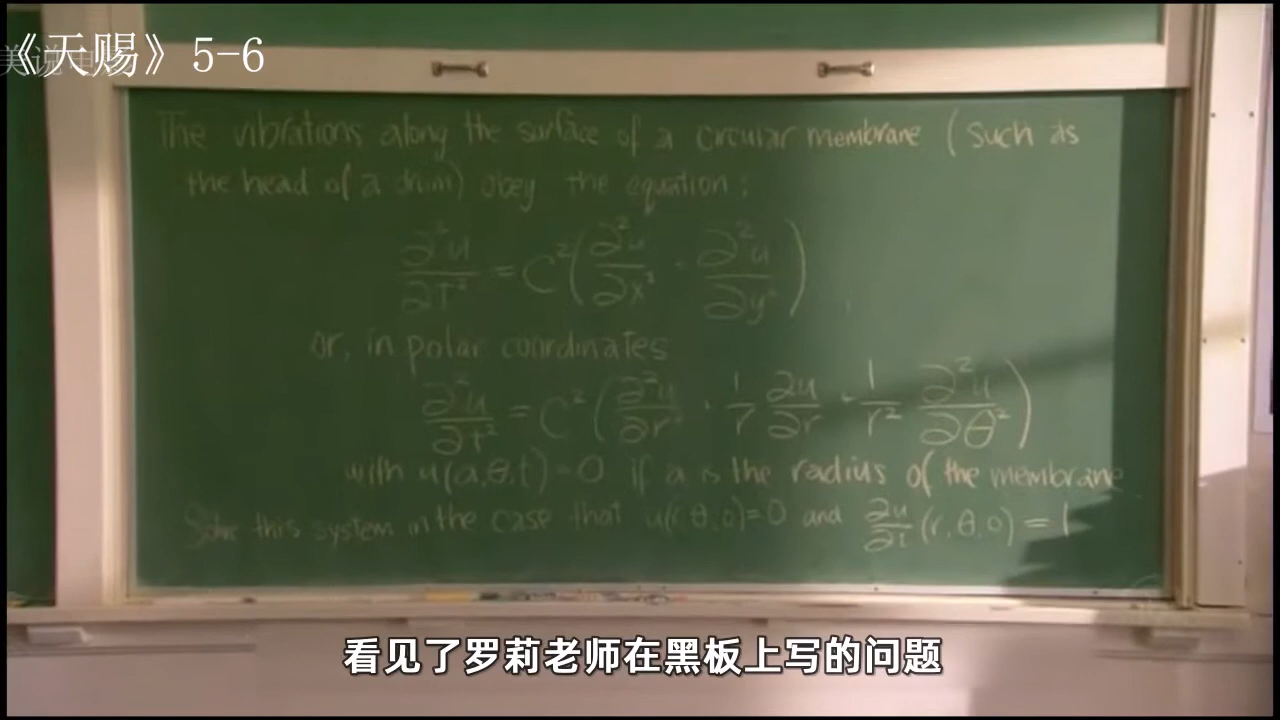 《天赐》5-6
The vibrations along the surface of a circular membrane (such as
the head of a drum) obey the equation:
∂²u/∂t² = C²(∂²u/∂x² + ∂²u/∂y²)
or, in polar coordinates
∂²u/∂t² = C²(∂²u/∂r² + 1/r ∂u/∂r + 1/r² ∂²u/∂θ²)
with u(a,θ,t)=0 if a is the radius of the membrane
Solve this system in the case that u(r,θ,0)=0 and ∂u/∂t (r,θ,0) = 1
看见了罗莉老师在黑板上写的问题